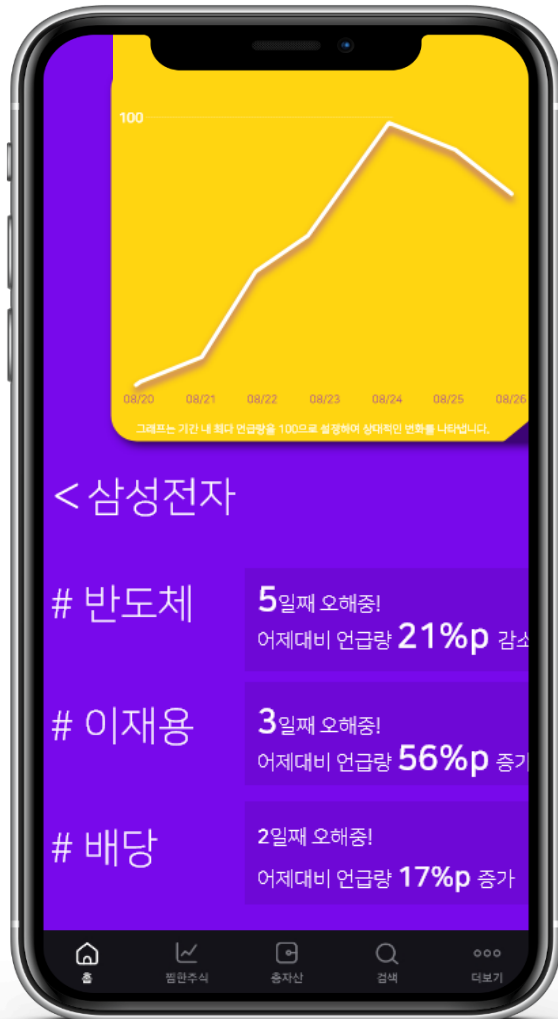 100
08/20 08/21 08/22 08/23 08/24 08/25 08/26
그래프는 기간 내 최다 언급량을 100으로 설정하여 상대적인 변화를 나타냅니다.
< 삼성전자
# 반도체
5일째 오해중!
어제대비 언급량 21%p 감소
# 이재용
3일째 오해중!
어제대비 언급량 56%p 증가
# 배당
2일째 오해중!
어제대비 언급량 17%p 증가
홈 찜한주식 총자산 검색 더보기